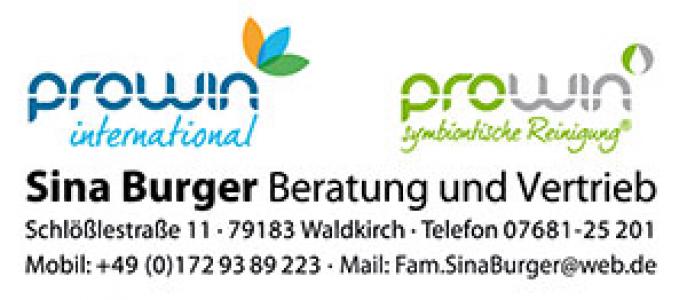 prowin prowin
international symbiontische Reinigung®
Sina Burger Beratung und Vertrieb
Schlößlestraße 11 · 79183 Waldkirch · Telefon 07681-25 201
Mobil: +49 (0)172 93 89 223 · Mail: Fam.SinaBurger@web.de